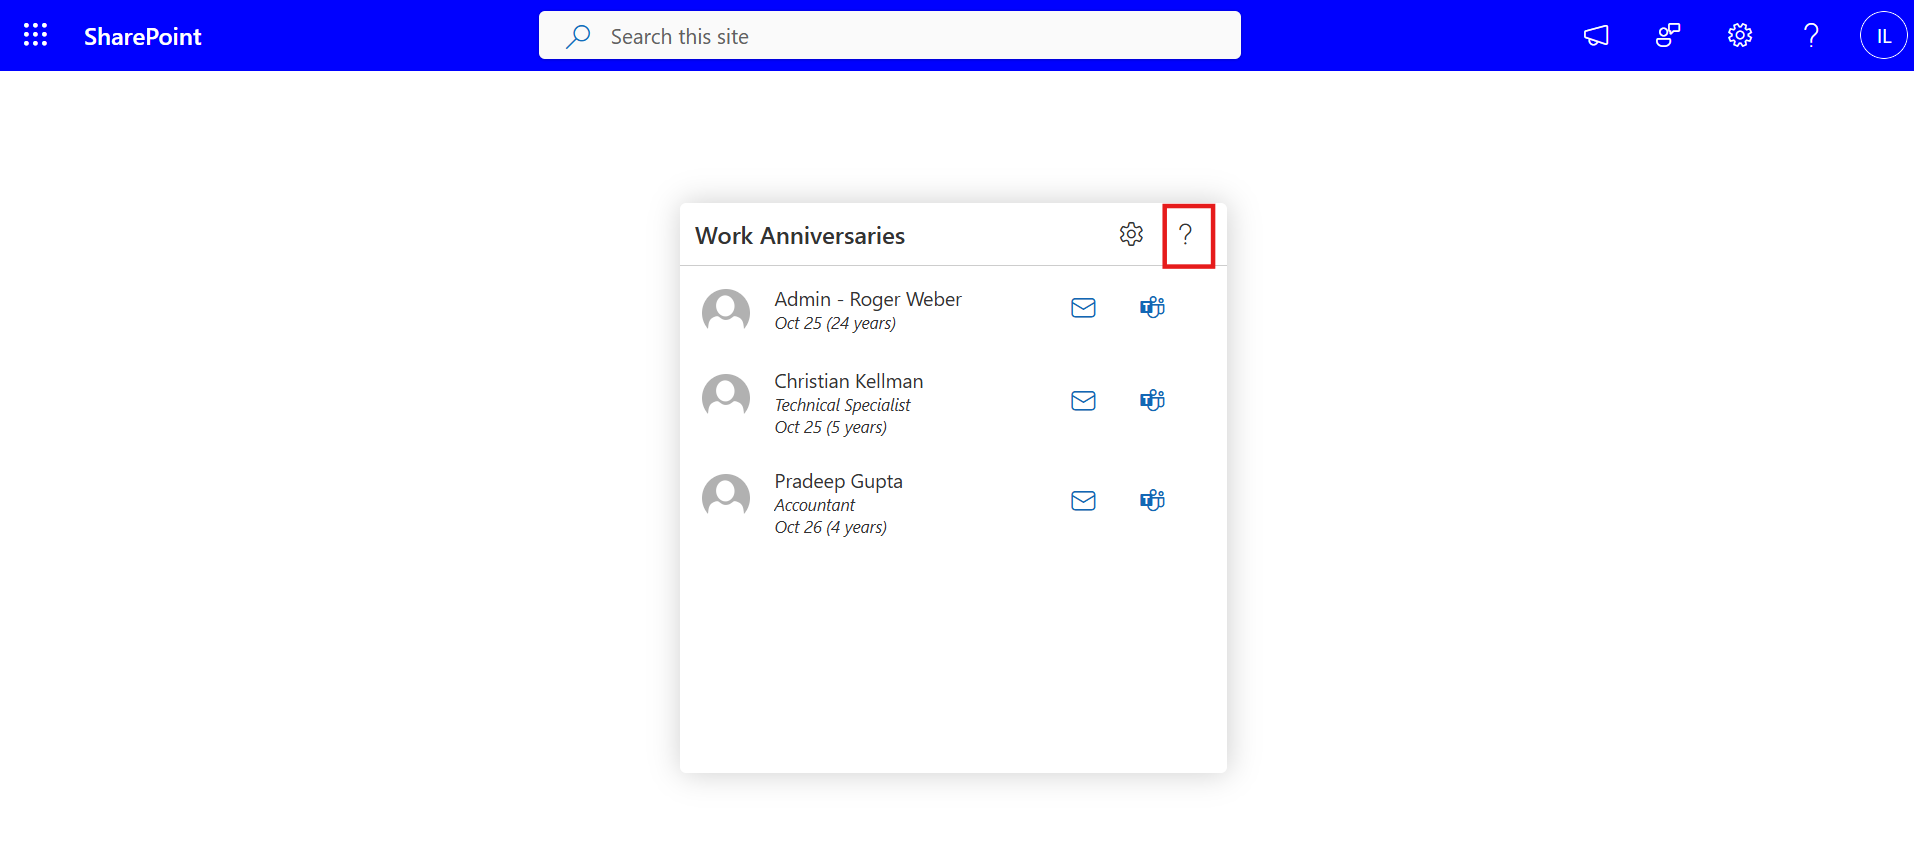 SharePoint
Search this site
IL
Work Anniversaries
Admin - Roger Weber
Oct 25 (24 years)
Christian Kellman
Technical Specialist
Oct 25 (5 years)
Pradeep Gupta
Accountant
Oct 26 (4 years)